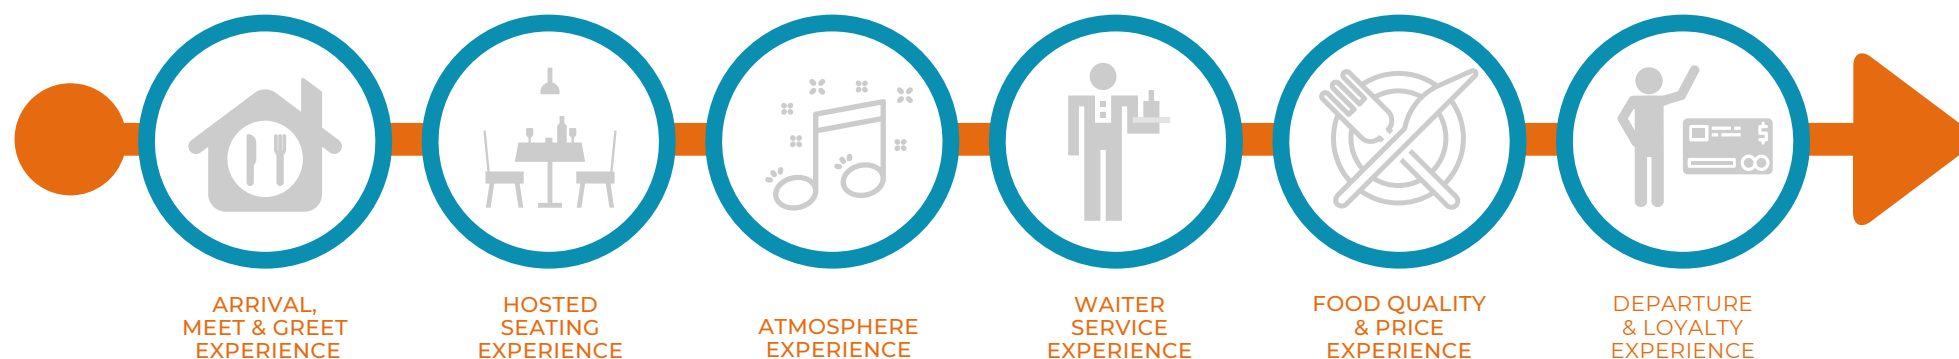 ARRIVAL,
MEET & GREET
EXPERIENCE
HOSTED
SEATING
EXPERIENCE
ATMOSPHERE
EXPERIENCE
WAITER
SERVICE
EXPERIENCE
FOOD QUALITY
& PRICE
EXPERIENCE
$
DEPARTURE
& LOYALTY
EXPERIENCE